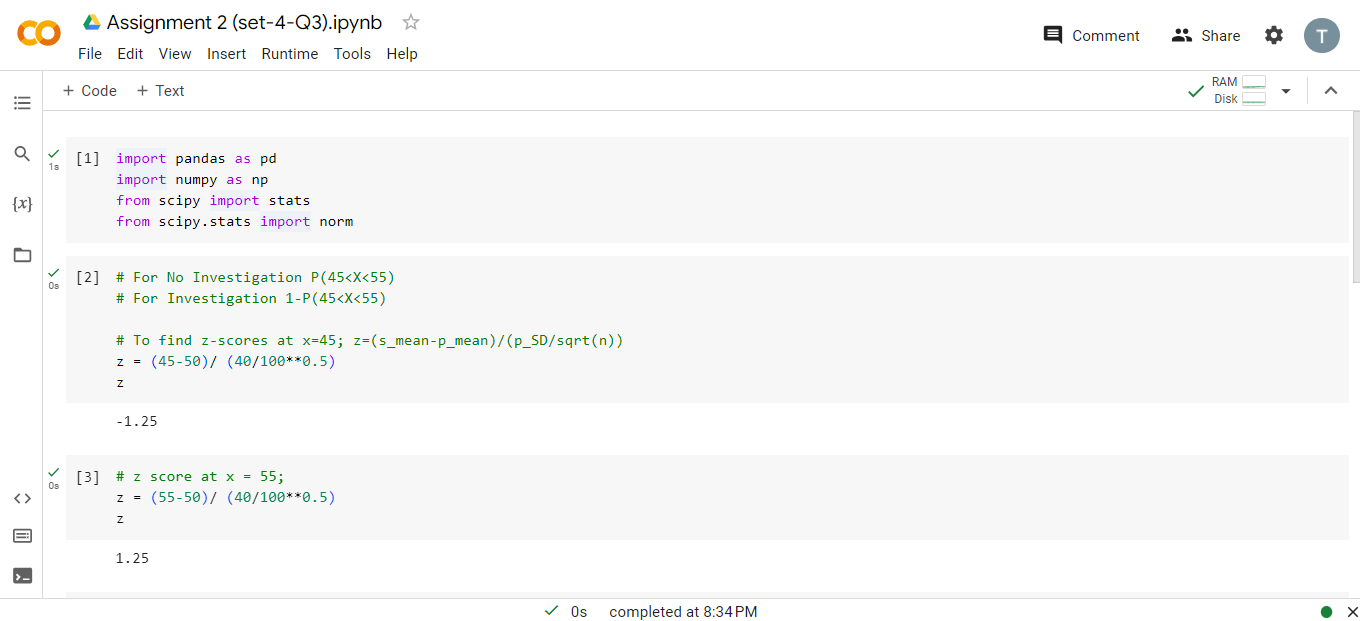 Assignment 2 (set-4-Q3).ipynb
File Edit View Insert Runtime Tools Help
Comment
Share
T
+ Code + Text
RAM
Disk
{x}
1s
[1]
import pandas as pd
import numpy as np
from scipy import stats
from scipy.stats import norm
0s
[2]
# For No Investigation P(45<X<55)
# For Investigation 1-P(45<X<55)
# To find z-scores at x=45; z=(s_mean-p_mean)/(p_SD/sqrt(n))
z = (45-50)/ (40/100**0.5)
z
-1.25
0s
[3]
# z score at x = 55;
z = (55-50)/ (40/100**0.5)
z
1.25
0s completed at 8:34 PM